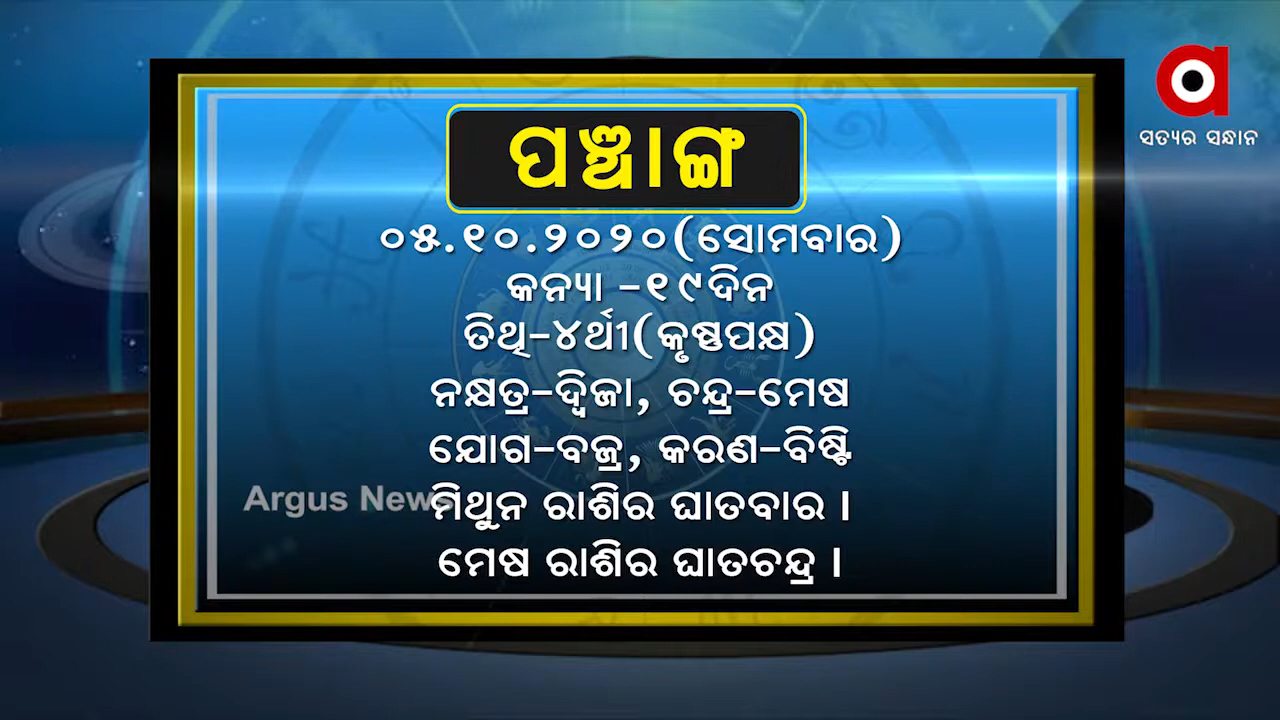 ପଞ୍ଚାଙ୍ଗ
ସତ୍ୟର ସନ୍ଧାନ
୦୫.୧୦.୨୦୨୦(ସୋମବାର)
କନ୍ୟା -୧୯ଦିନ
ତିଥି-୪ର୍ଥୀ(କୃଷ୍ଣପକ୍ଷ)
ନକ୍ଷତ୍ର-ଦ୍ୱିଜା, ଚନ୍ଦ୍ର-ମେଷ
ଯୋଗ-ବଜ୍ର, କରଣ-ବିଷ୍ଟି
Argus News
ମିଥୁନ ରାଶିର ଘାତବାର ।
ମେଷ ରାଶିର ଘାତଚନ୍ଦ୍ର ।